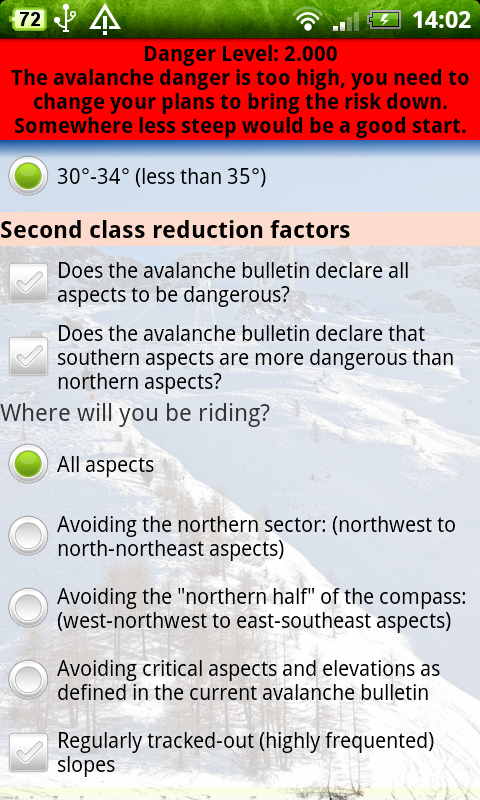 72
14:02
Danger Level: 2.000
The avalanche danger is too high, you need to
change your plans to bring the risk down.
Somewhere less steep would be a good start.
30°-34° (less than 35°)
Second class reduction factors
Does the avalanche bulletin declare all
aspects to be dangerous?
Does the avalanche bulletin declare that
southern aspects are more dangerous than
northern aspects?
Where will you be riding?
All aspects
Avoiding the northern sector: (northwest to
north-northeast aspects)
Avoiding the "northern half" of the compass:
(west-northwest to east-southeast aspects)
Avoiding critical aspects and elevations as
defined in the current avalanche bulletin
Regularly tracked-out (highly frequented)
slopes